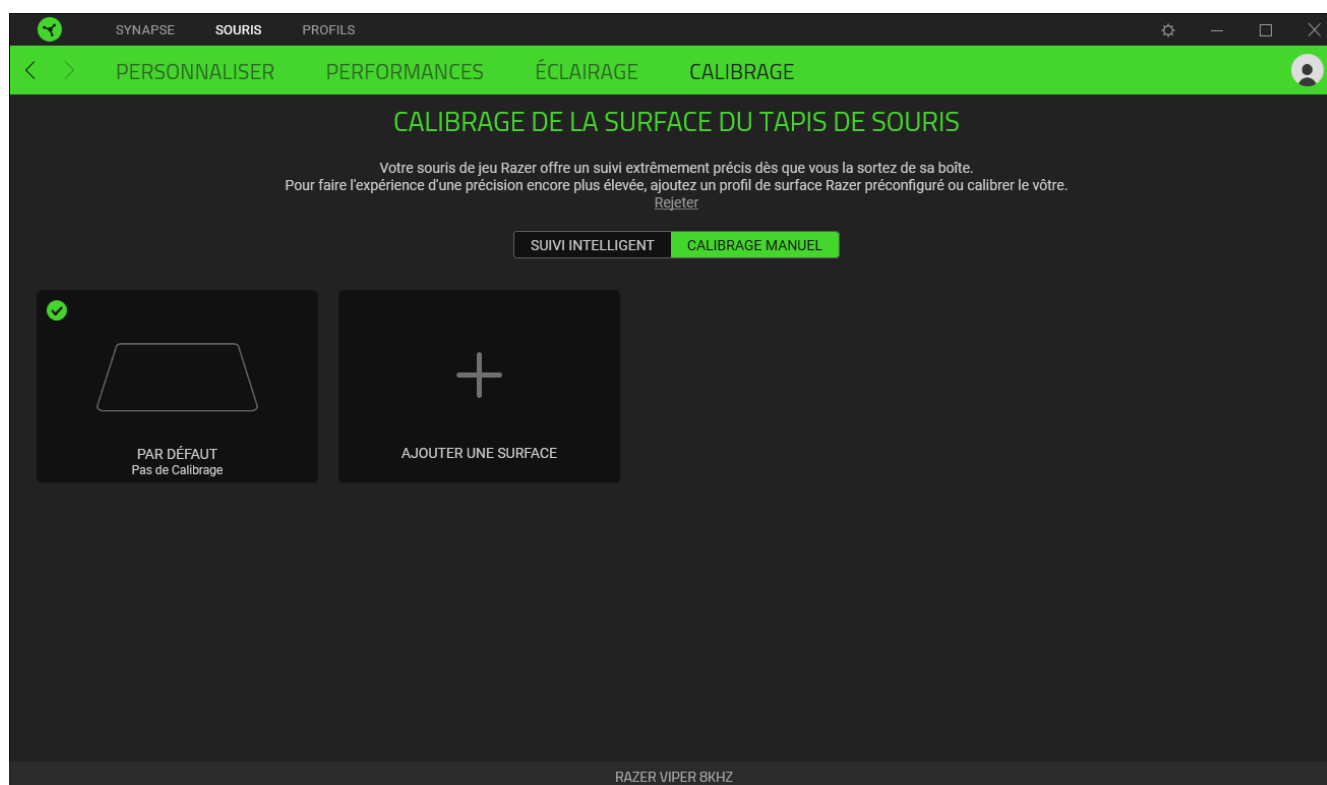 SYNAPSE SOURIS PROFILS
PERSONNALISER PERFORMANCES ÉCLAIRAGE CALIBRAGE
CALIBRAGE DE LA SURFACE DU TAPIS DE SOURIS
Votre souris de jeu Razer offre un suivi extrêmement précis dès que vous la sortez de sa boîte.
Pour faire l'expérience d'une précision encore plus élevée, ajoutez un profil de surface Razer préconfiguré ou calibrer le vôtre.
Rejeter
SUIVI INTELLIGENT CALIBRAGE MANUEL
PAR DÉFAUT
Pas de Calibrage
AJOUTER UNE SURFACE
RAZER VIPER 8KHZ